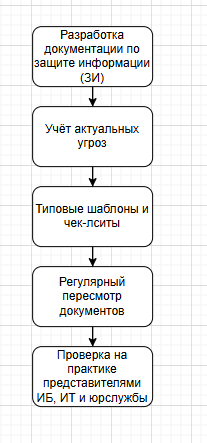 Разработка
документации по
защите информации
(ЗИ)
Учёт актуальных
угроз
Типовые шаблоны и
чек-лситы
Регулярный
пересмотр
документов
Проверка на
практике
представителями
ИБ, ИТ и юрслужбы